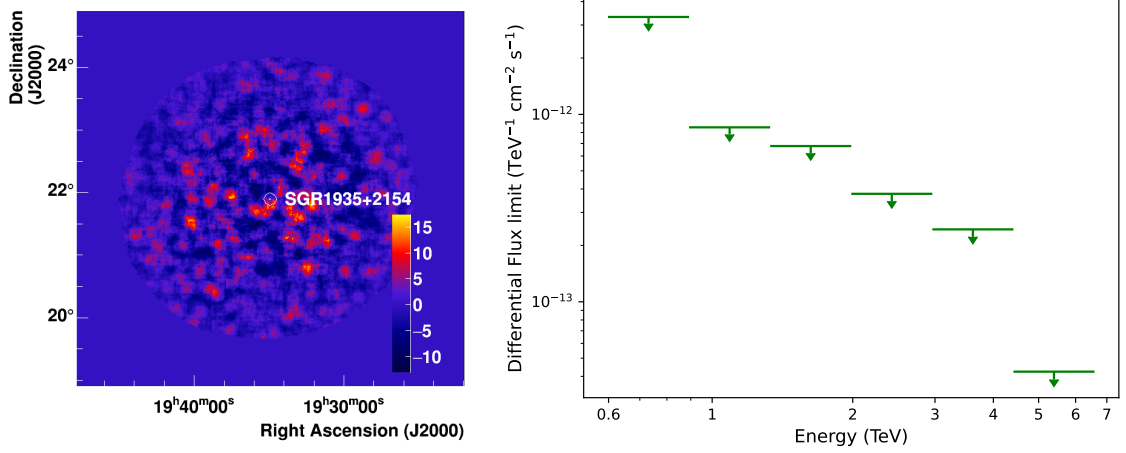 Declination
(J2000)
24°
22°
20°
SGR1935+2154
15
10
5
0
−5
−10
19ʰ40ᵐ00ˢ
19ʰ30ᵐ00ˢ
Right Ascension (J2000)
Differential Flux limit (TeV⁻¹ cm⁻² s⁻¹)
10⁻¹²
10⁻¹³
0.6
1
2
3
4
5
6
7
Energy (TeV)